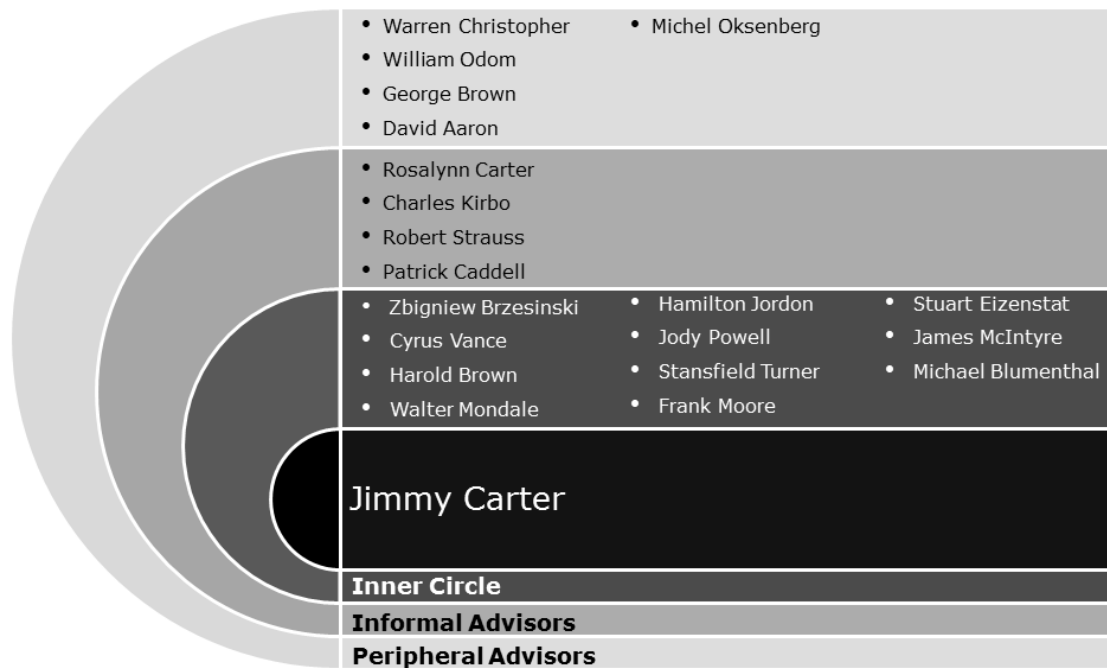 • Warren Christopher
• William Odom
• George Brown
• David Aaron
• Michel Oksenberg
• Rosalynn Carter
• Charles Kirbo
• Robert Strauss
• Patrick Caddell
• Zbigniew Brzesinski
• Cyrus Vance
• Harold Brown
• Walter Mondale
• Hamilton Jordon
• Jody Powell
• Stansfield Turner
• Frank Moore
• Stuart Eizenstat
• James McIntyre
• Michael Blumenthal
Jimmy Carter
Inner Circle
Informal Advisors
Peripheral Advisors